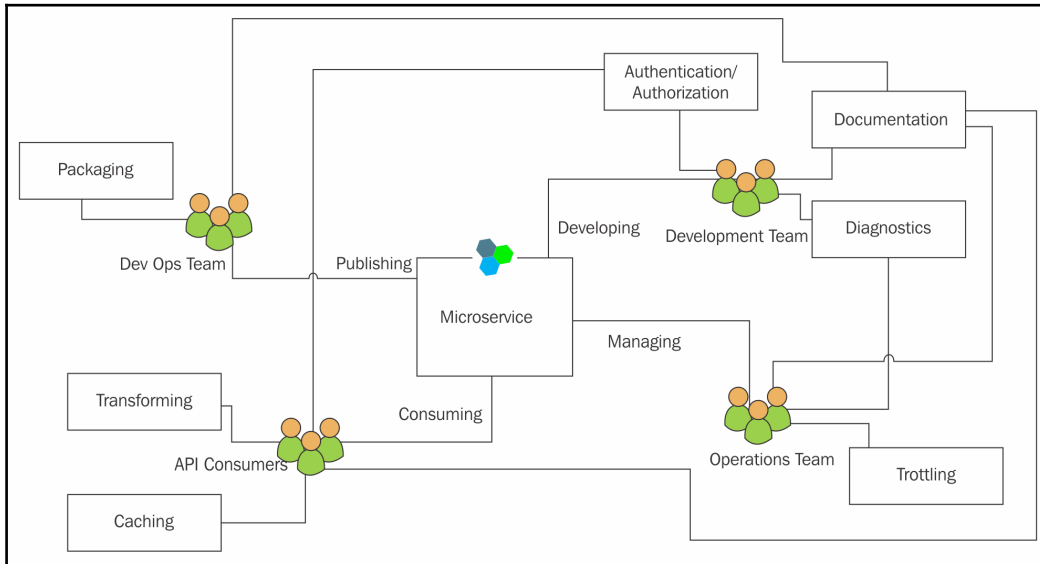 Authentication/
Authorization
Documentation
Packaging
Developing
Development Team
Diagnostics
Dev Ops Team
Publishing
Microservice
Managing
Transforming
Consuming
API Consumers
Operations Team
Trottling
Caching